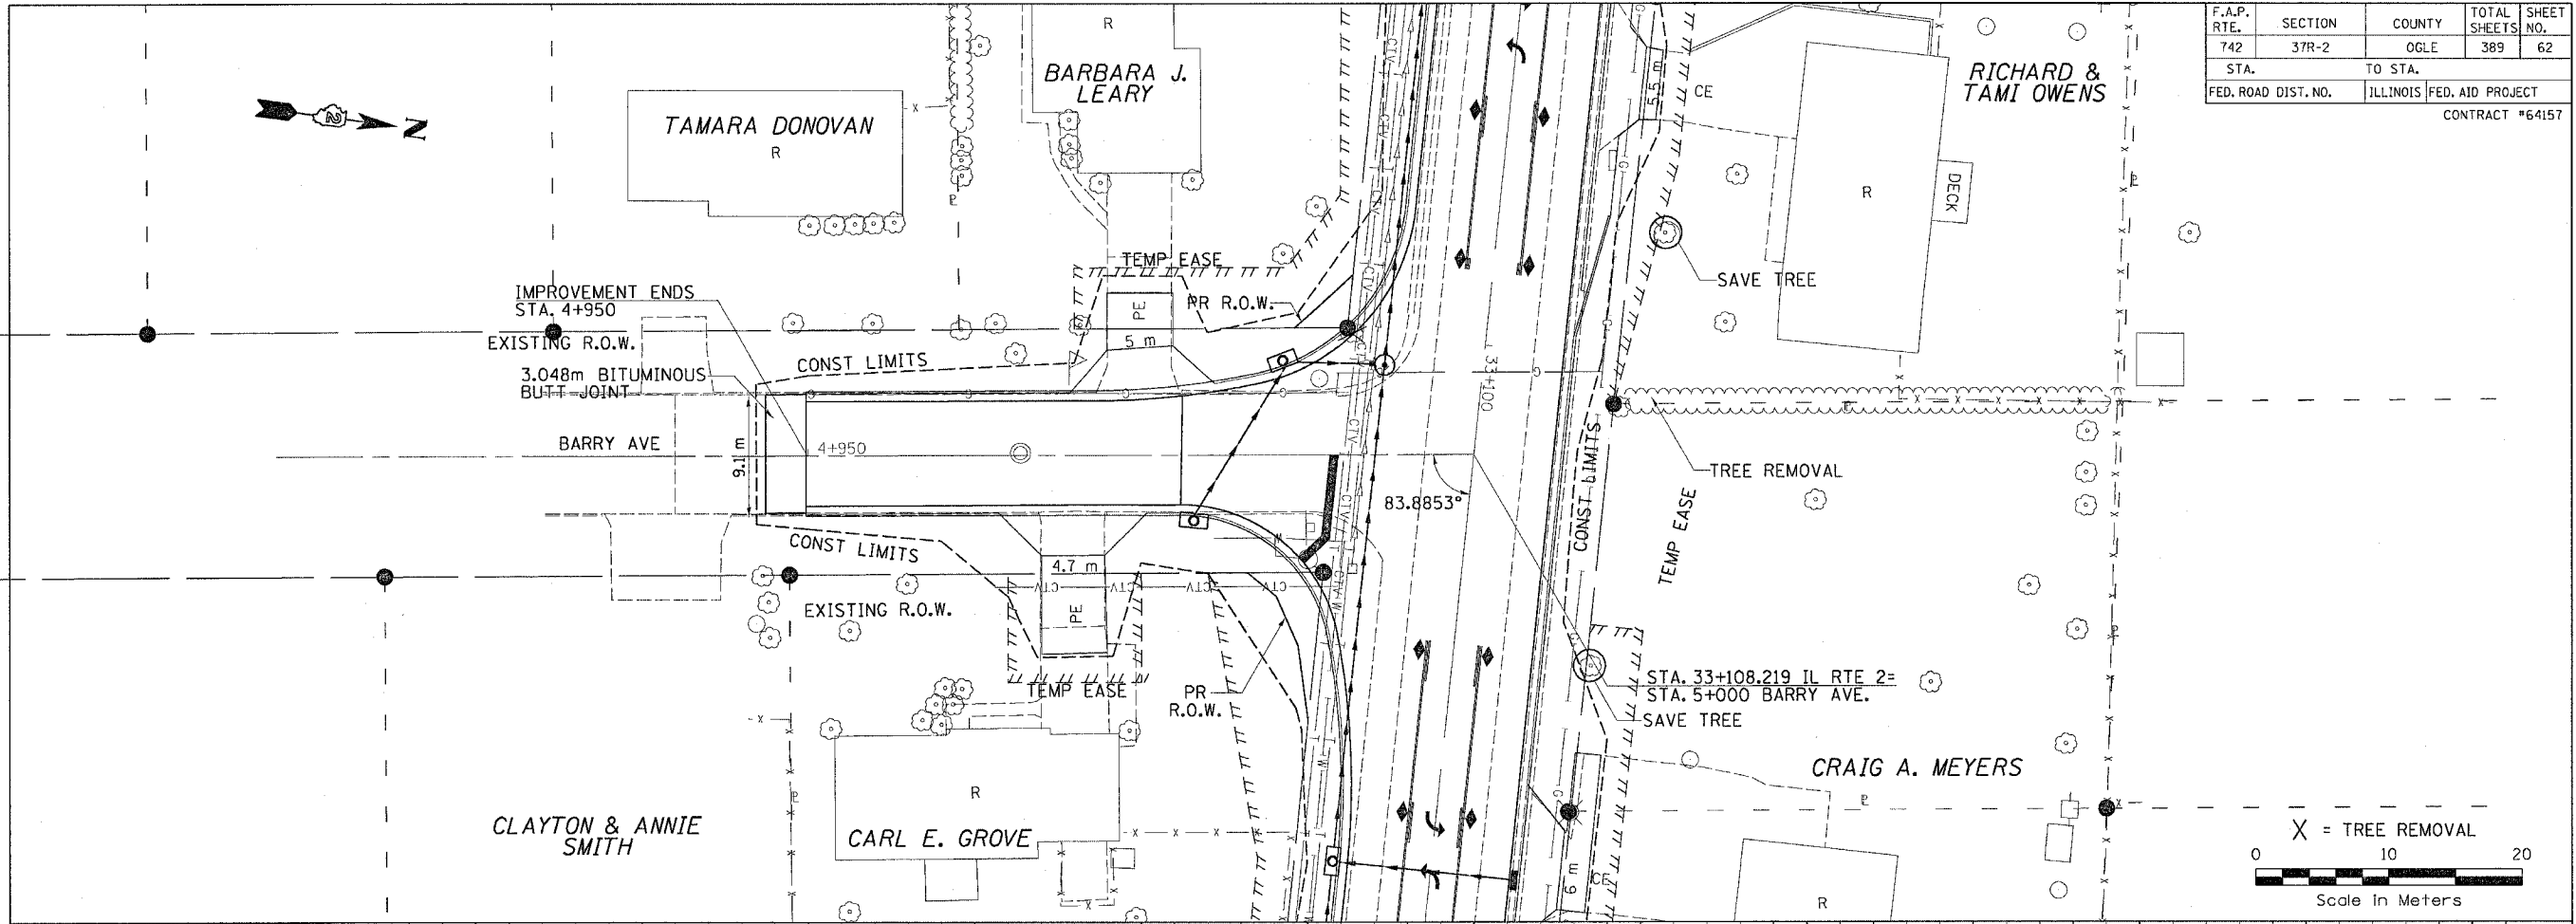 F.A.P. RTE. SECTION COUNTY TOTAL SHEETS SHEET NO.
742 37R-2 OGLE 389 62
STA. TO STA.
FED. ROAD DIST. NO. ILLINOIS FED. AID PROJECT
CONTRACT #64157
N
2
TAMARA DONOVAN
R
R
BARBARA J.
LEARY
RICHARD &
TAMI OWENS
5.5 m
CE
R
DECK
SAVE TREE
TEMP EASE
PR R.O.W.
PE
5 m
IMPROVEMENT ENDS
STA. 4+950
EXISTING R.O.W.
CONST LIMITS
3.048m BITUMINOUS
BUTT JOINT
BARRY AVE
9.1 m
4+950
33+100
83.8853°
CONST LIMITS
TREE REMOVAL
TEMP EASE
CONST LIMITS
EXISTING R.O.W.
4.7 m
PE
CTV CTV CTV CTV
TEMP EASE
PR
R.O.W.
STA. 33+108.219 IL RTE 2=
STA. 5+000 BARRY AVE.
SAVE TREE
CRAIG A. MEYERS
CLAYTON & ANNIE
SMITH
R
CARL E. GROVE
6 m
CE
R
X = TREE REMOVAL
0 10 20
Scale In Meters